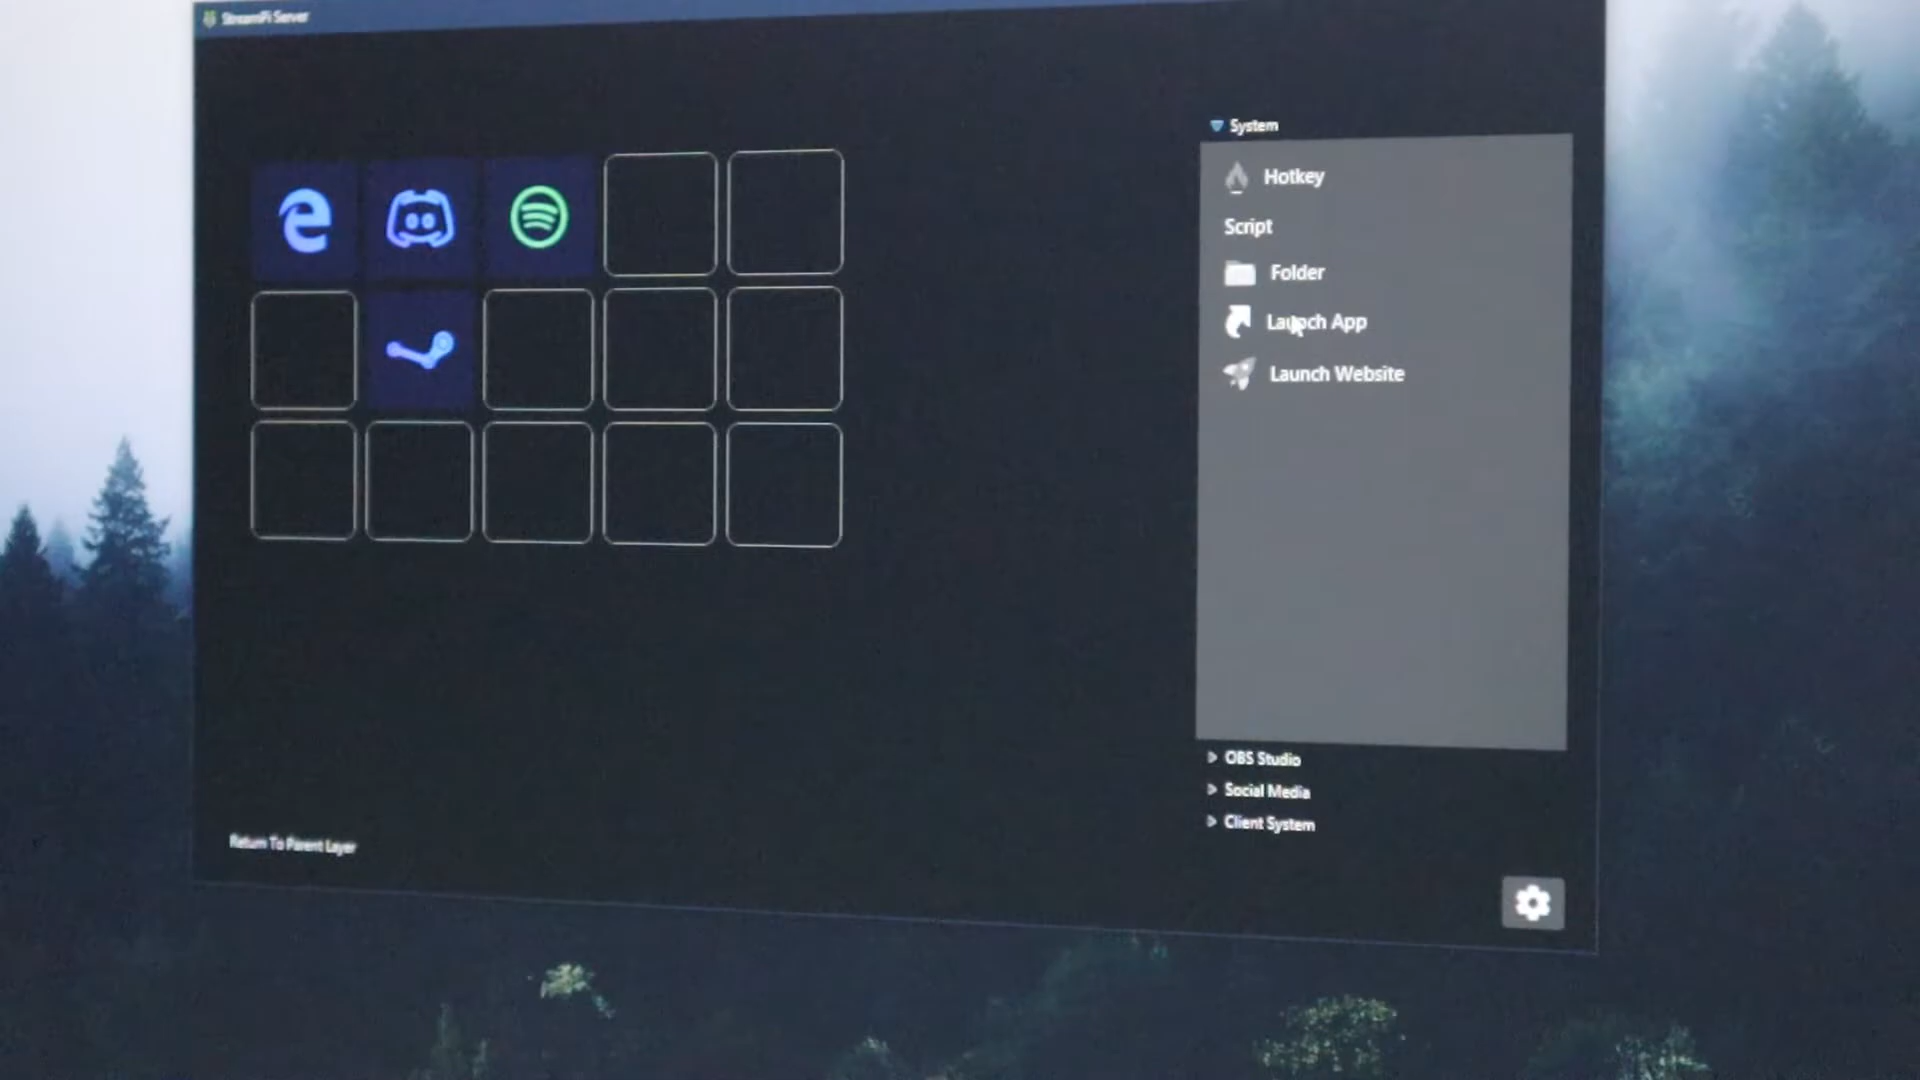 StreamPi Server
System
Hotkey
Script
Folder
Launch App
Launch Website
OBS Studio
Social Media
Client System
Return To Parent Layer